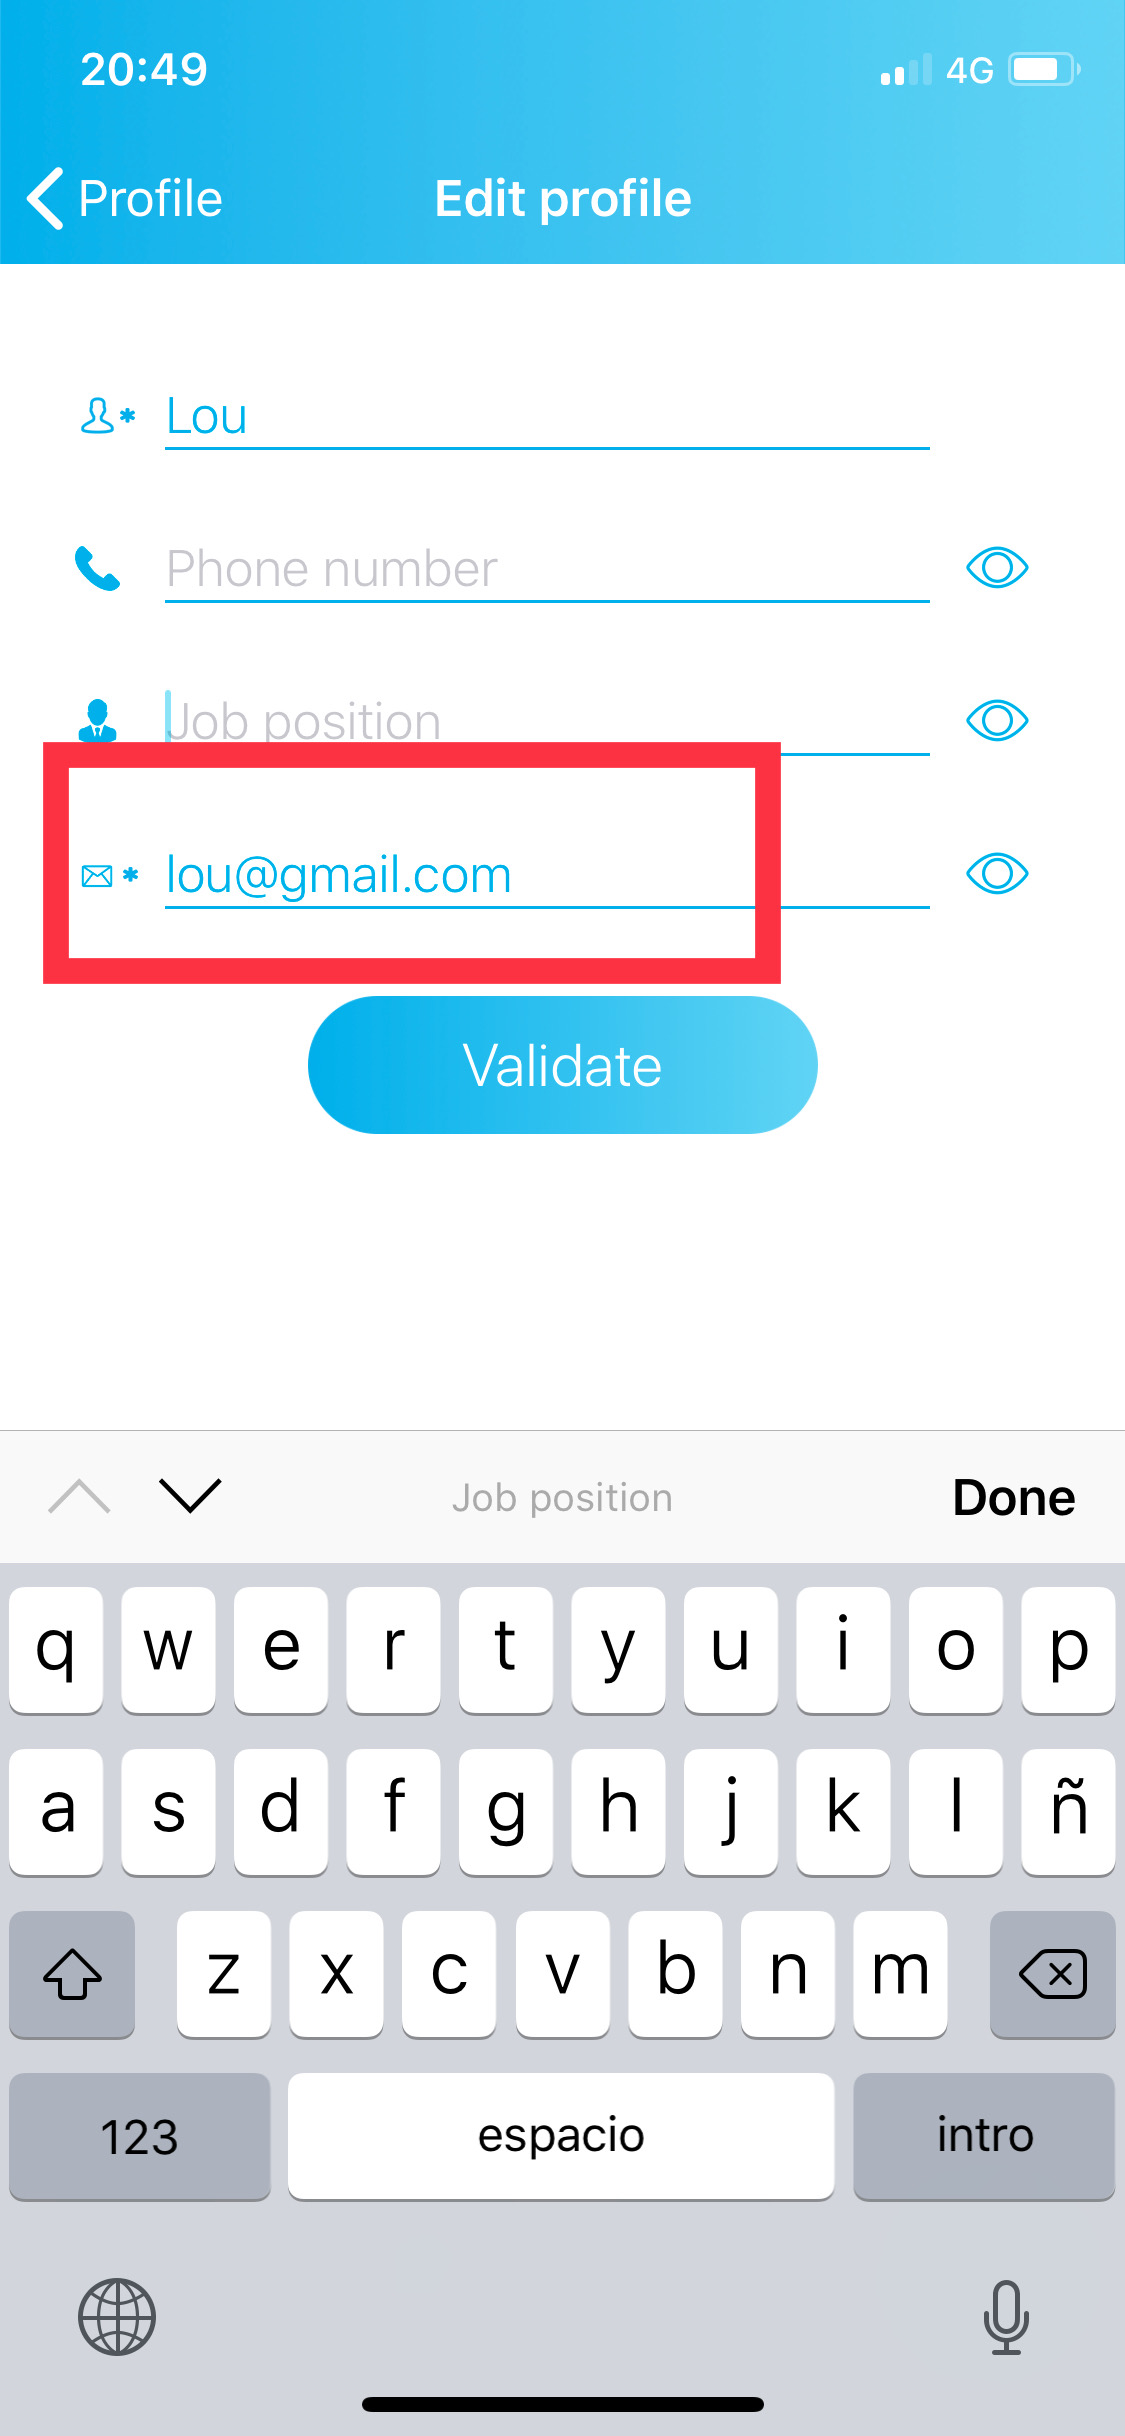 20:49 4G
Profile Edit profile
* Lou
Phone number
Job position
* lou@gmail.com
Validate
Job position Done
q w e r t y u i o p
a s d f g h j k l ñ
z x c v b n m
123 espacio intro